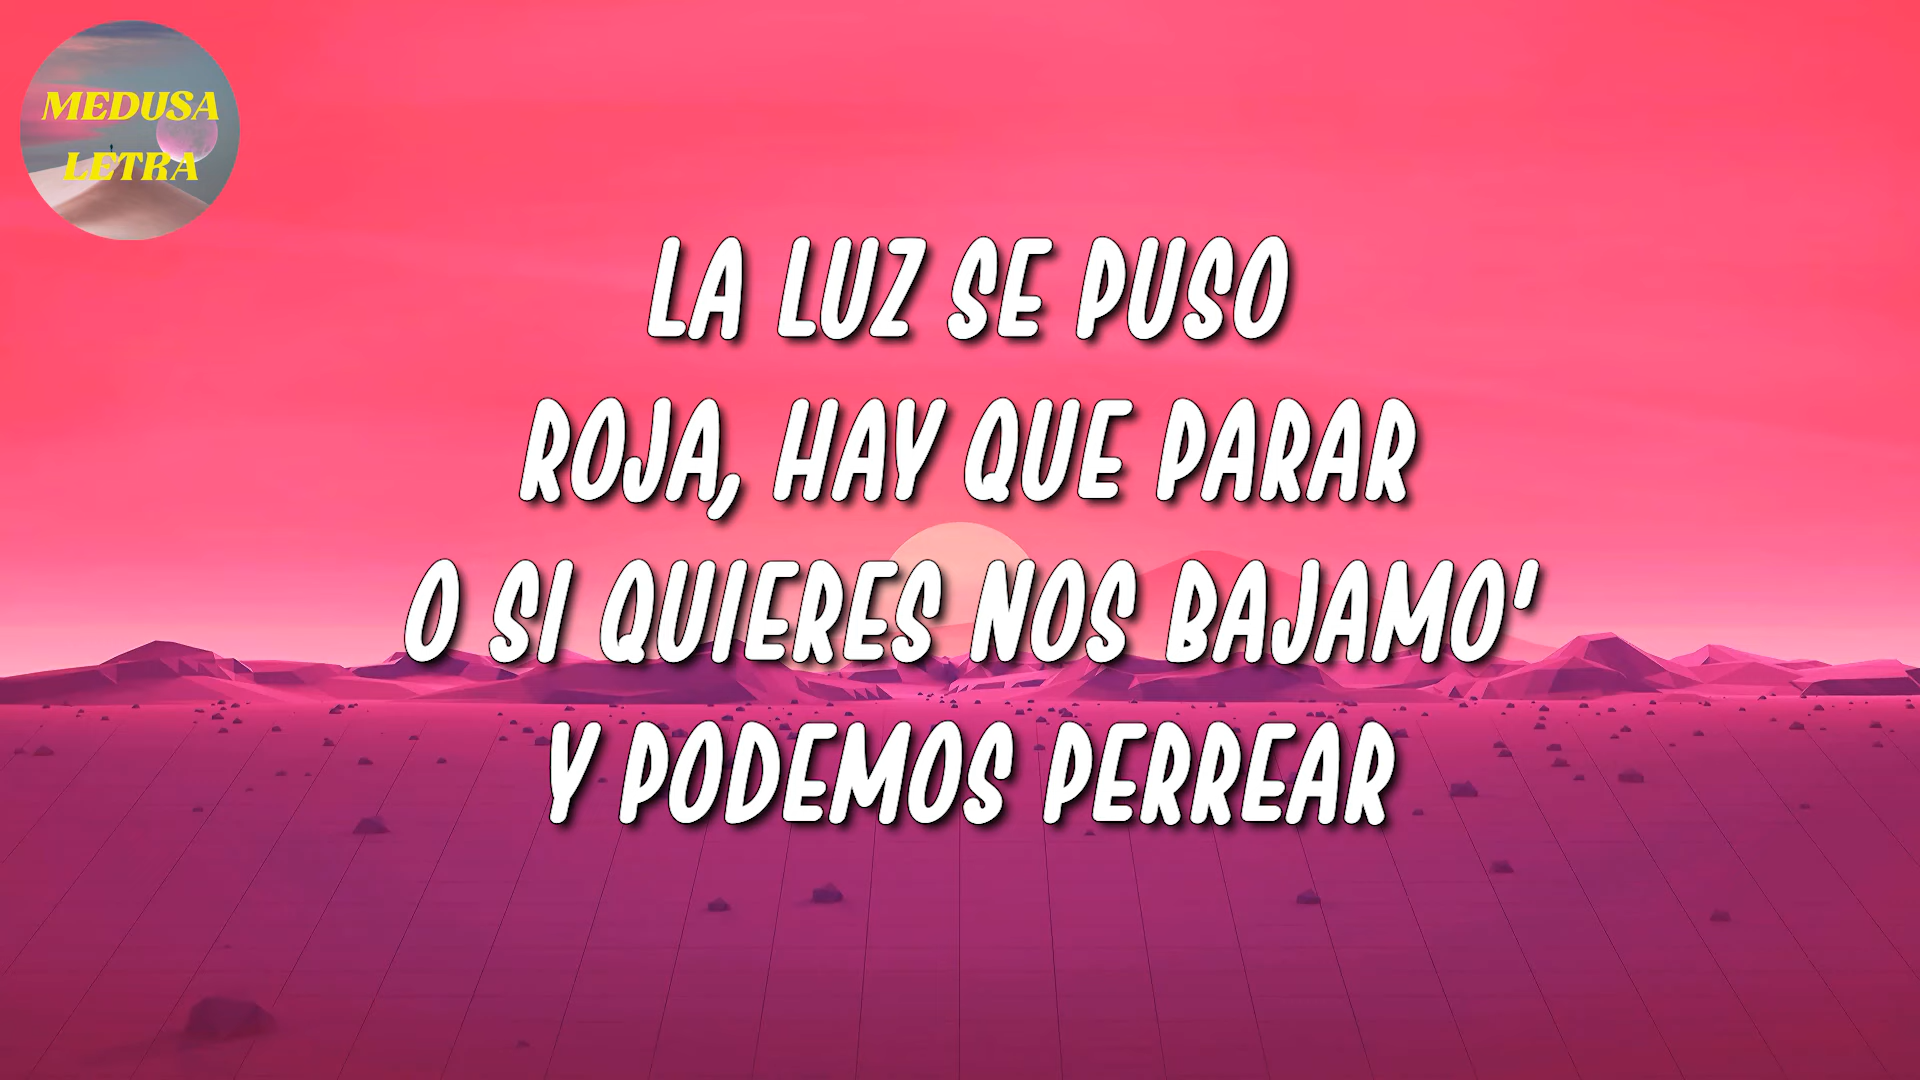 MEDUSA
LETRA
LA LUZ SE PUSO
ROJA, HAY QUE PARAR
O SI QUIERES NOS BAJAMO'
Y PODEMOS PERREAR